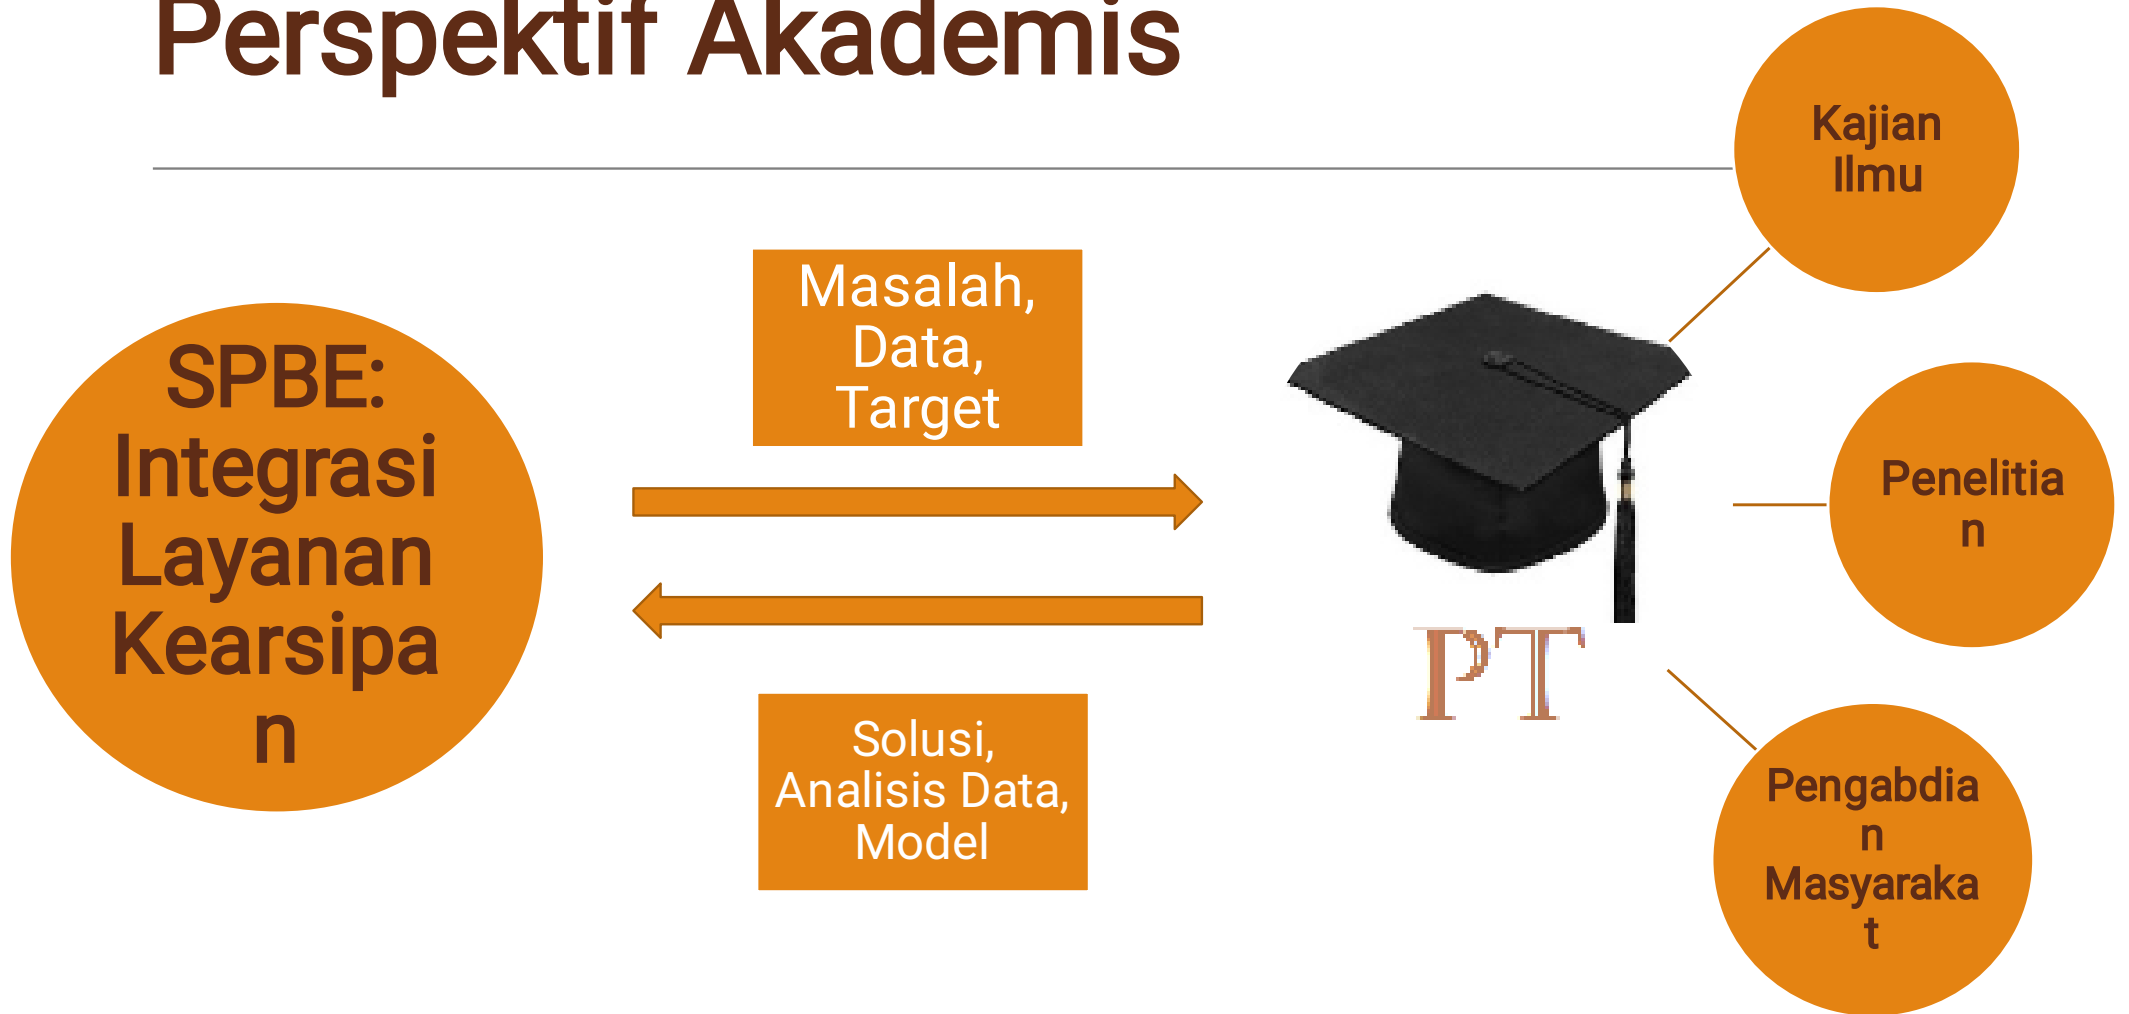 Perspektif Akademis
Kajian
Ilmu
Masalah,
Data,
Target
SPBE:
Integrasi
Layanan
Kearsipa
n
Penelitia
n
PT
Solusi,
Analisis Data,
Model
Pengabdia
n
Masyaraka
t